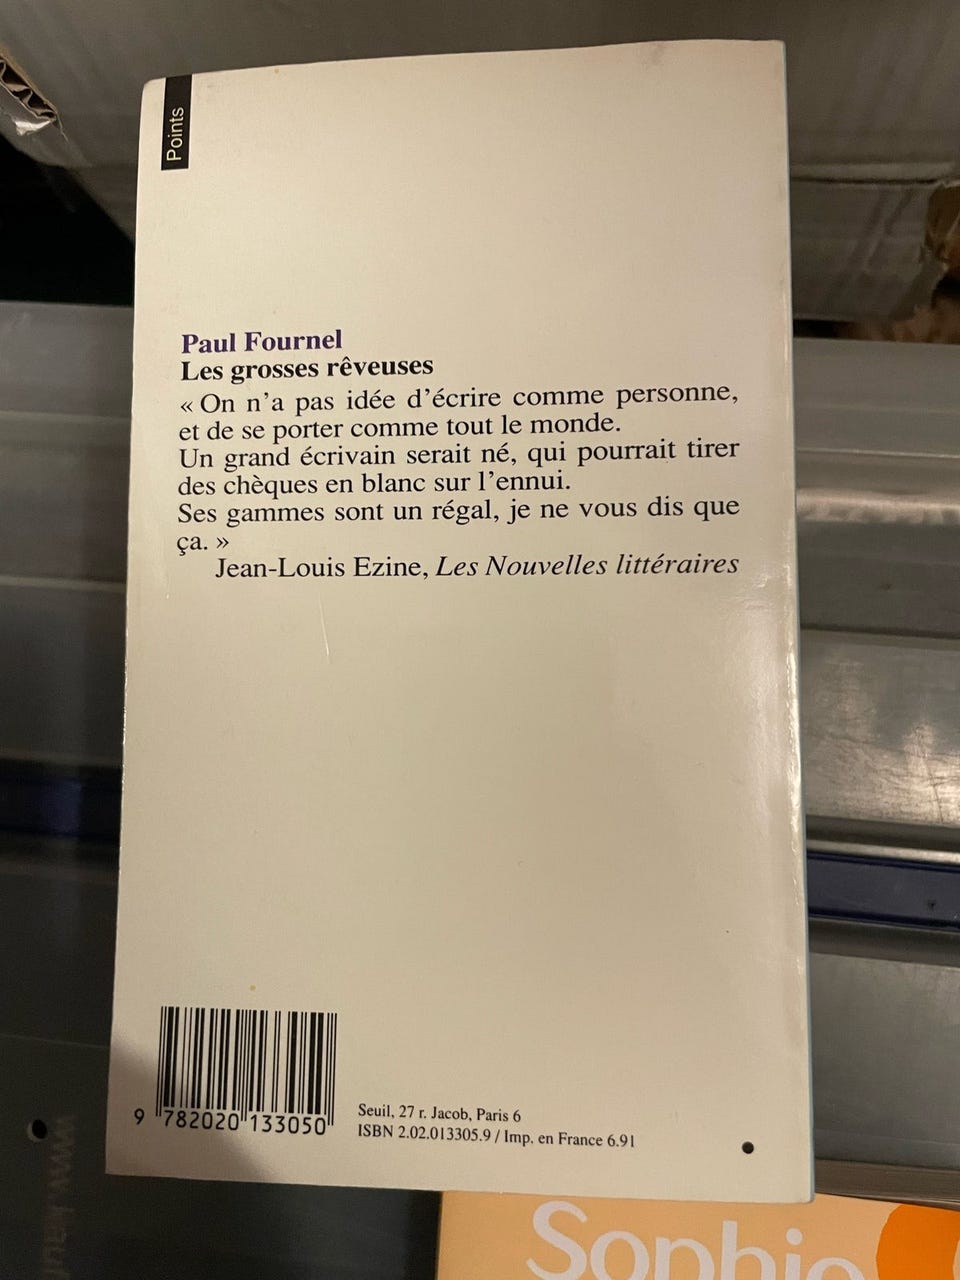 Points
Paul Fournel
Les grosses rêveuses
« On n'a pas idée d'écrire comme personne,
et de se porter comme tout le monde.
Un grand écrivain serait né, qui pourrait tirer
des chèques en blanc sur l'ennui.
Ses gammes sont un régal, je ne vous dis que
ça. »
Jean-Louis Ezine, Les Nouvelles littéraires
9 782020 133050
Seuil, 27 r. Jacob, Paris 6
ISBN 2.02.013305.9 / Imp. en France 6.91
Sophie